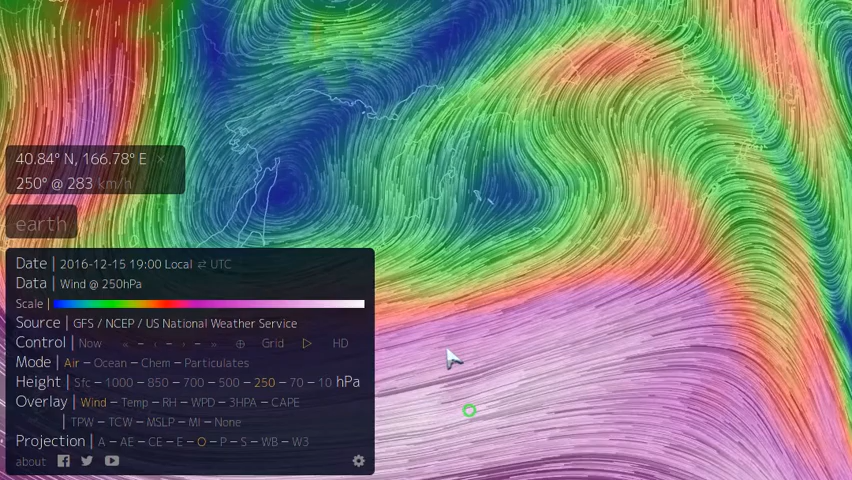 40.84° N, 166.78° E ×
250° @ 283 km/h
earth
Date | 2016-12-15 19:00 Local ⇄ UTC
Data | Wind @ 250hPa
Scale |
Source | GFS / NCEP / US National Weather Service
Control | Now « – ‹ – › – » ⊕ Grid ▷ HD
Mode | Air – Ocean – Chem – Particulates
Height | Sfc – 1000 – 850 – 700 – 500 – 250 – 70 – 10 hPa
Overlay | Wind – Temp – RH – WPD – 3HPA – CAPE
| TPW – TCW – MSLP – MI – None
Projection | A – AE – CE – E – O – P – S – WB – W3
about